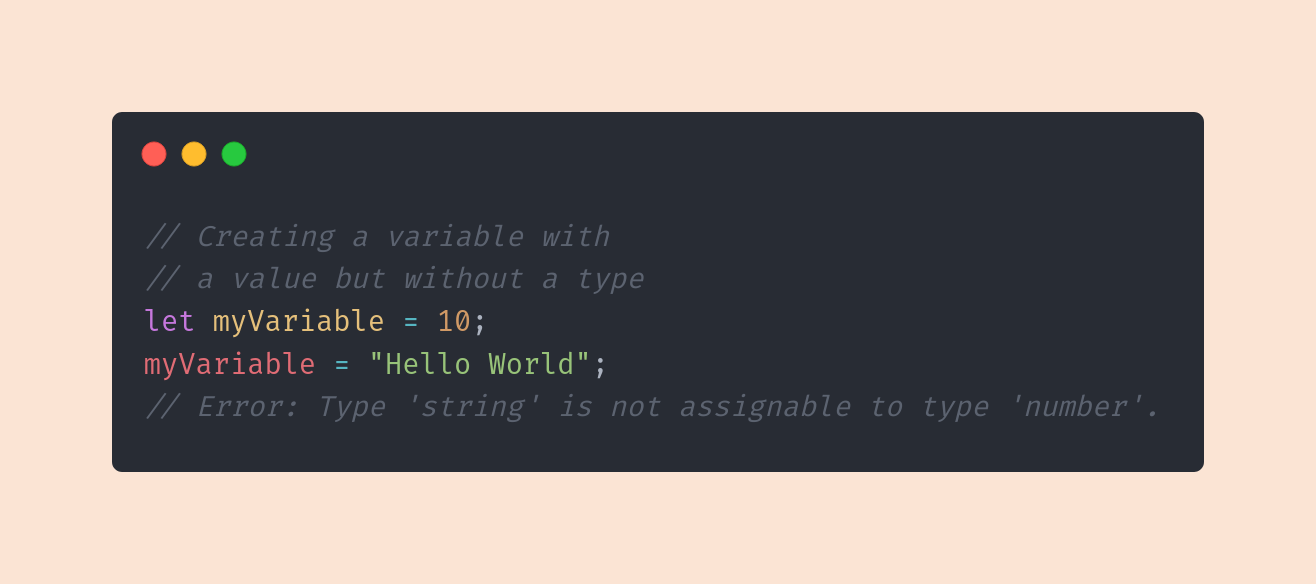 // Creating a variable with
// a value but without a type
let myVariable = 10;
myVariable = "Hello World";
// Error: Type 'string' is not assignable to type 'number'.